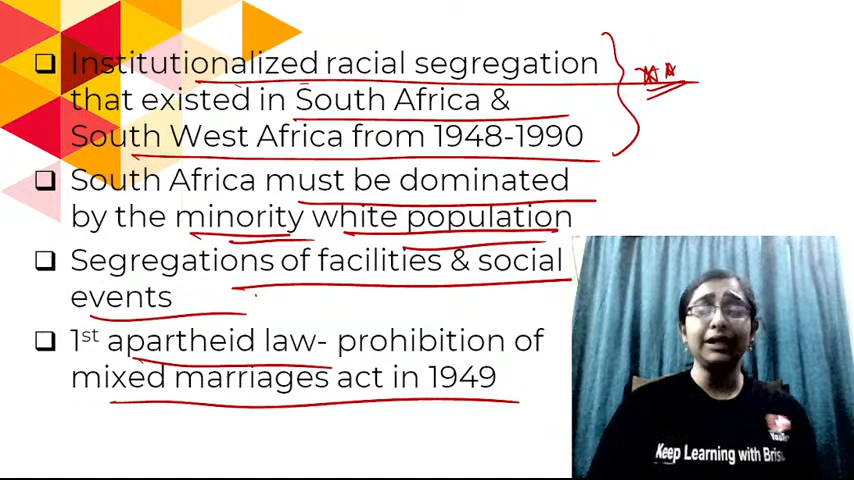 Institutionalized racial segregation
that existed in South Africa &
South West Africa from 1948-1990
South Africa must be dominated
by the minority white population
Segregations of facilities & social
events
1st apartheid law- prohibition of
mixed marriages act in 1949
Keep Learning with